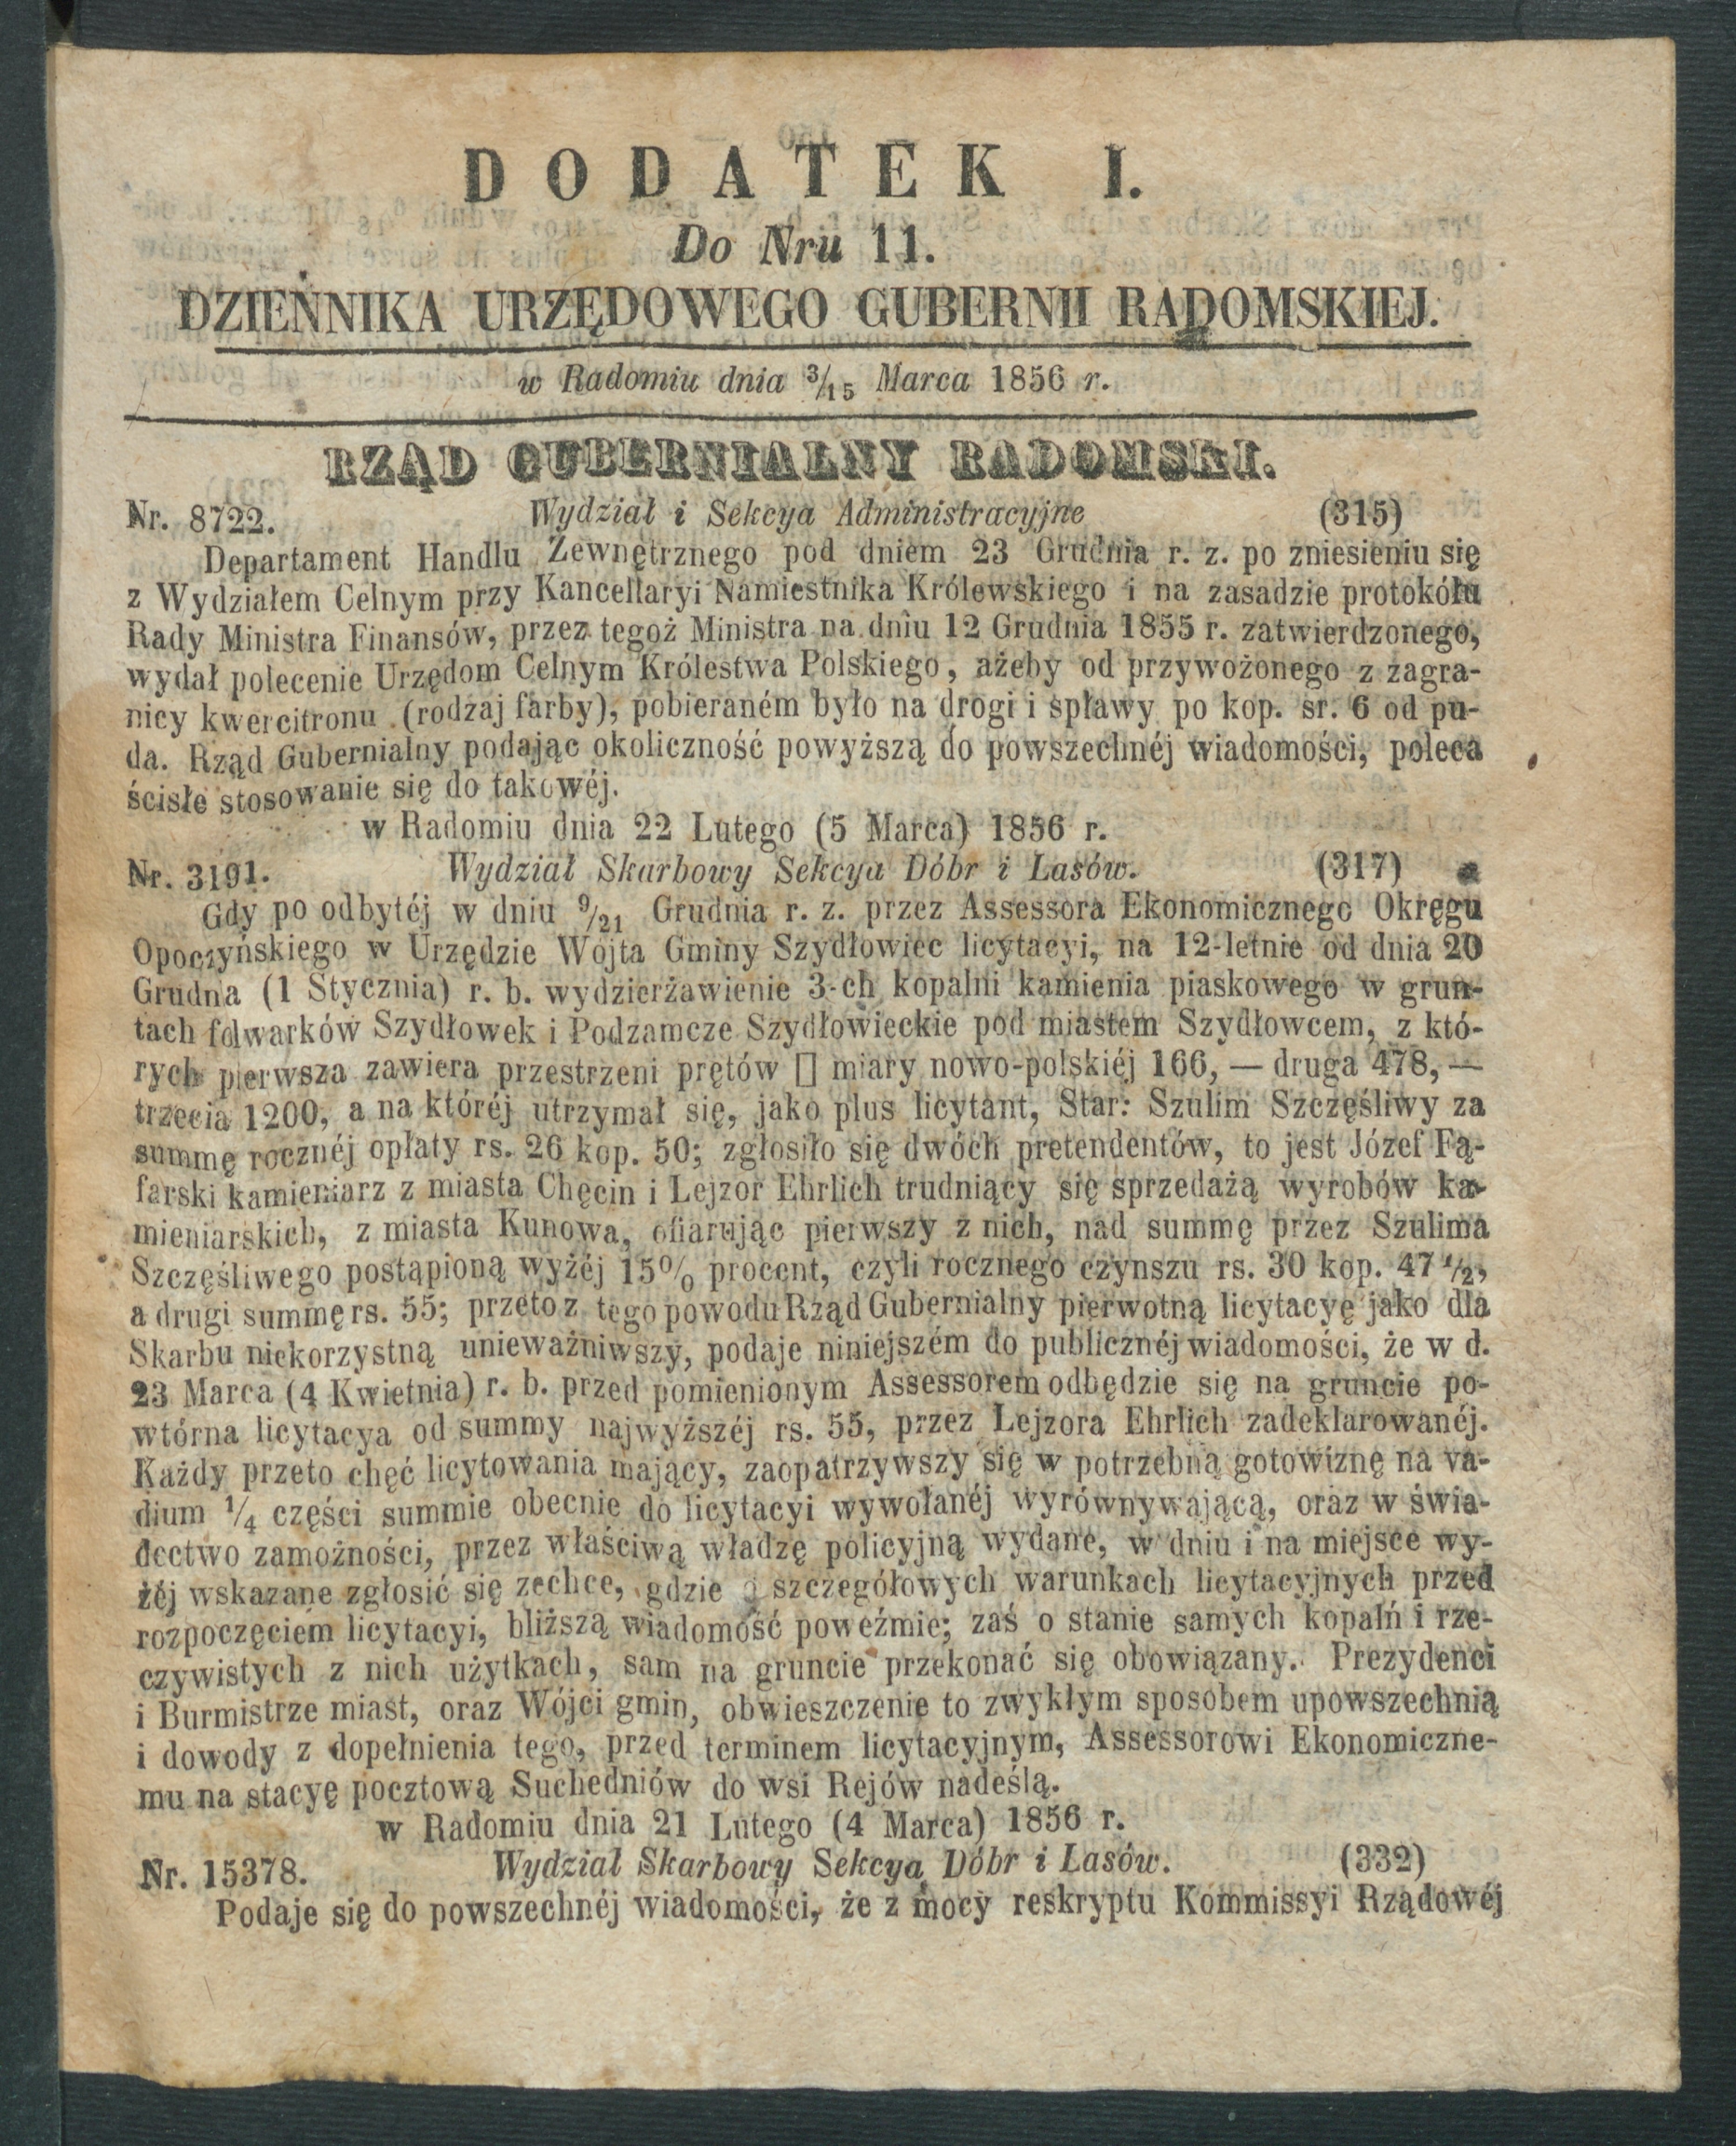 DODATEK I.
Do Nru 11.
DZIENNIKA URZĘDOWEGO GUBERNII RADOMSKIEJ.
w Radomiu dnia 3/15 Marca 1856 r.
RZĄD GUBERNIALNY RADOMSKI.
Nr. 8722. Wydział i Sekcya Administracyjne (315)
Departament Handlu Zewnętrznego pod dniem 23 Grudnia r. z. po zniesieniu się
z Wydziałem Celnym przy Kancellaryi Namiestnika Królewskiego i na zasadzie protokółu
Rady Ministra Finansów, przez tegoż Ministra na dniu 12 Grudnia 1855 r. zatwierdzonego,
wydał polecenie Urzędom Celnym Królestwa Polskiego, ażeby od przywożonego z zagra-
nicy kwercitronu (rodzaj farby), pobieraném było na drogi i spławy po kop. sr. 6 od pu-
da. Rząd Gubernialny podając okoliczność powyższą do powszechnéj wiadomości, poleca
ścisłe stosowanie się do takowéj.
w Radomiu dnia 22 Lutego (5 Marca) 1856 r.
Nr. 3191. Wydział Skarbowy Sekcya Dóbr i Lasów. (317)
Gdy po odbytéj w dniu 9/21 Grudnia r. z. przez Assessora Ekonomicznego Okręgu
Opoczyńskiego w Urzędzie Wójta Gminy Szydłowiec licytacyi, na 12-letnie od dnia 20
Grudna (1 Stycznia) r. b. wydzierżawienie 3-ch kopalni kamienia piaskowego w grun-
tach folwarków Szydłowek i Podzamcze Szydłowieckie pod miastem Szydłowcem, z któ-
rych pierwsza zawiera przestrzeni prętów □ miary nowo-polskiéj 166, — druga 478, —
trzecia 1200, a na któréj utrzymał się, jako plus licytant, Star: Szulim Szczęśliwy za
summę rocznéj opłaty rs. 26 kop. 50; zgłosiło się dwóch pretendentów, to jest Józef Fą-
farski kamieniarz z miasta Chęcin i Lejzor Ehrlich trudniący się sprzedażą wyrobów ka-
mieniarskich, z miasta Kunowa, ofiarując pierwszy z nich, nad summę przez Szulima
Szczęśliwego postąpioną wyżéj 15% procent, czyli rocznego czynszu rs. 30 kop. 47 1/2,
a drugi summę rs. 55; przeto z tego powodu Rząd Gubernialny pierwotną licytacyę jako dla
Skarbu niekorzystną unieważniwszy, podaje niniejszém do publicznéj wiadomości, że w d.
23 Marca (4 Kwietnia) r. b. przed pomienionym Assessorem odbędzie się na gruncie po-
wtórna licytacya od summy najwyższéj rs. 55, przez Lejzora Ehrlich zadeklarowanéj.
Każdy przeto chęć licytowania mający, zaopatrzywszy się w potrzebną gotowiznę na va-
dium 1/4 części summie obecnie do licytacyi wywołanéj wyrównywającą, oraz w świa-
dectwo zamożności, przez właściwą władzę policyjną wydane, w dniu i na miejsce wy-
żéj wskazane zgłosić się zechce, gdzie o szczegółowych warunkach licytacyjnych przed
rozpoczęciem licytacyi, bliższą wiadomość poweźmie; zaś o stanie samych kopalń i rze-
czywistych z nich użytkach, sam na gruncie przekonać się obowiązany. Prezydenci
i Burmistrze miast, oraz Wójci gmin, obwieszczenie to zwykłym sposobem upowszechnią
i dowody z dopełnienia tego, przed terminem licytacyjnym, Assessorowi Ekonomiczne-
mu na stacyę pocztową Suchedniów do wsi Rejów nadeślą.
w Radomiu dnia 21 Lutego (4 Marca) 1856 r.
Nr. 15378. Wydział Skarbowy Sekcya Dóbr i Lasów. (332)
Podaje się do powszechnéj wiadomości, że z mocy reskryptu Kommissyi Rządowéj